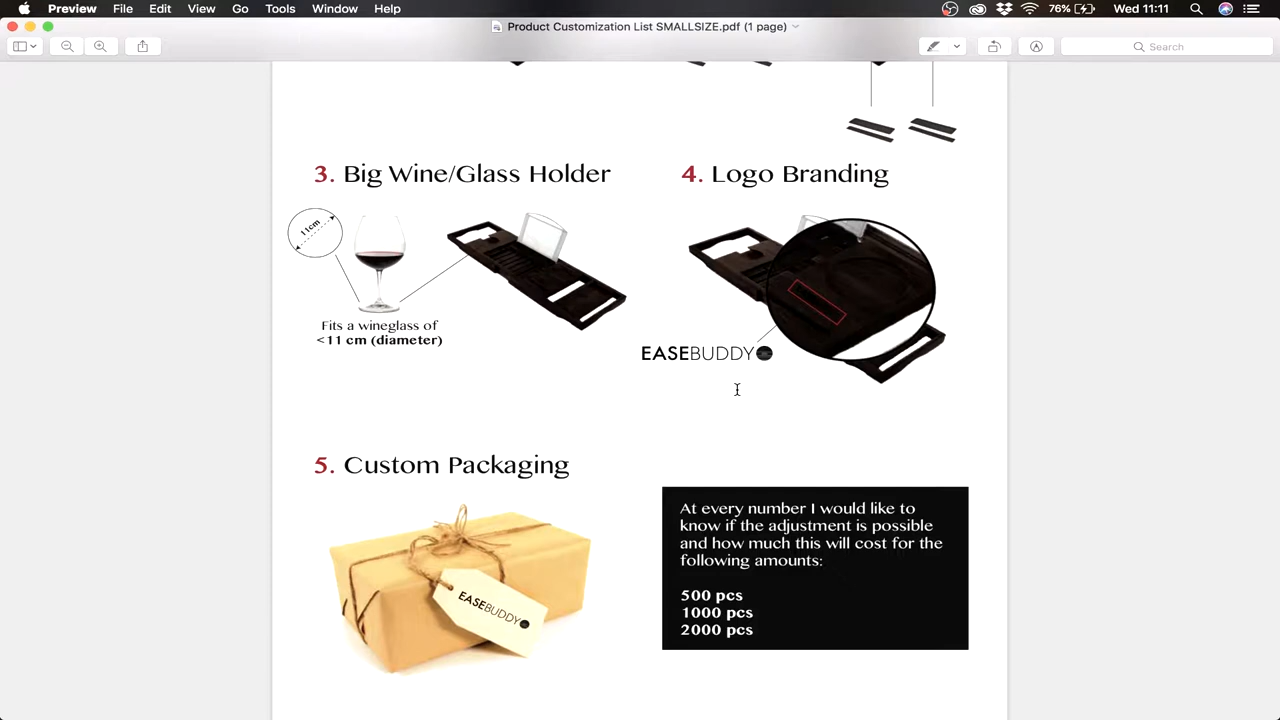 Preview File Edit View Go Tools Window Help
76% Wed 11:11
Product Customization List SMALLSIZE.pdf (1 page)
Search
3. Big Wine/Glass Holder
11cm
Fits a wineglass of
<11 cm (diameter)
4. Logo Branding
EASEBUDDY
5. Custom Packaging
EASEBUDDY
At every number I would like to
know if the adjustment is possible
and how much this will cost for the
following amounts:
500 pcs
1000 pcs
2000 pcs